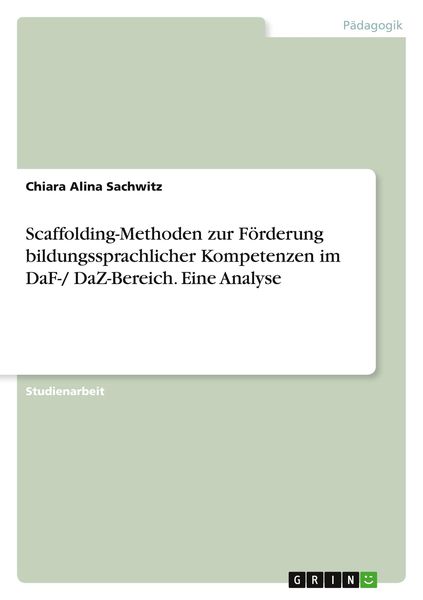 Pädagogik
Chiara Alina Sachwitz
Scaffolding-Methoden zur Förderung
bildungssprachlicher Kompetenzen im
DaF-/ DaZ-Bereich. Eine Analyse
Studienarbeit
GRIN